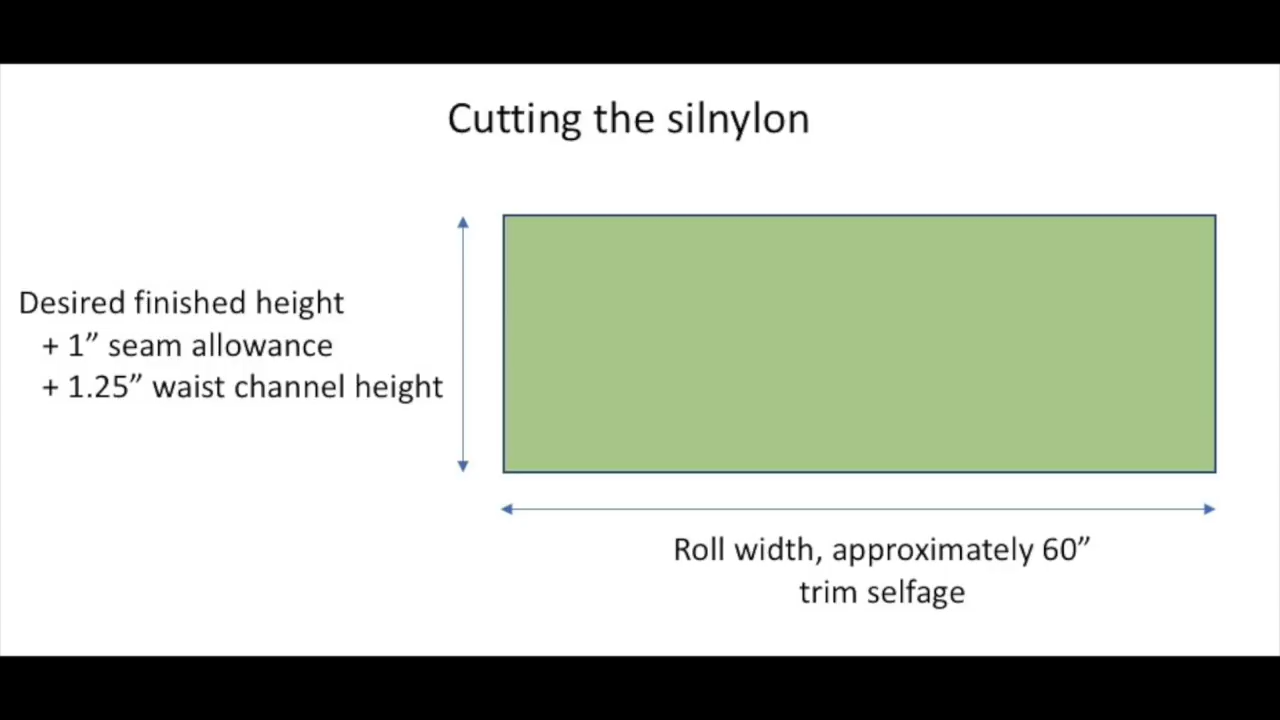 Cutting the silnylon
Desired finished height
+ 1” seam allowance
+ 1.25” waist channel height
Roll width, approximately 60”
trim selfage